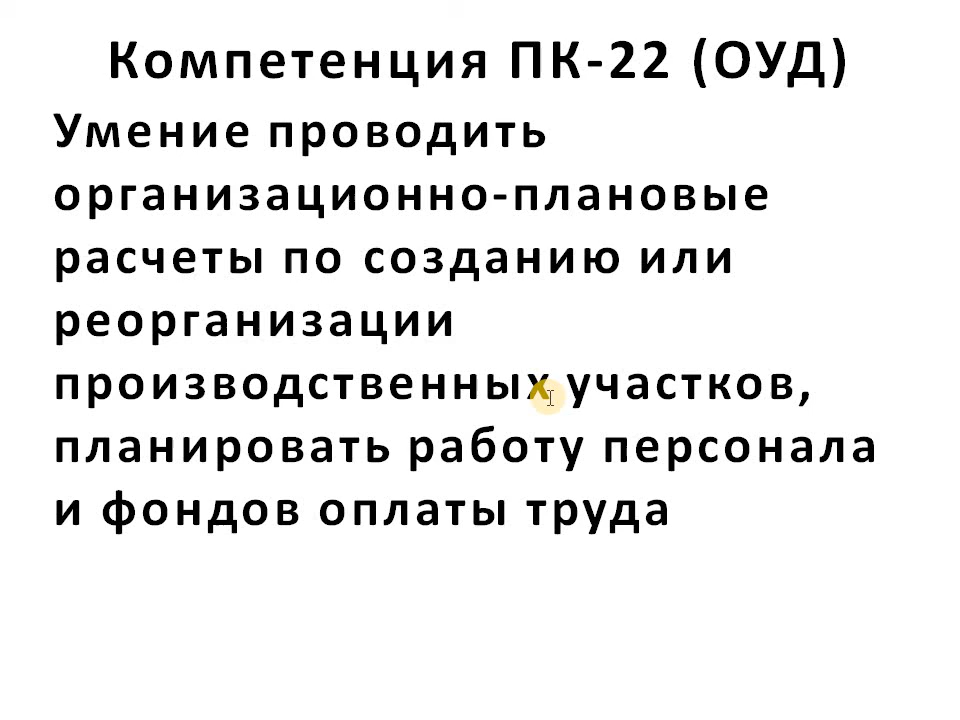 Компетенция ПК-22 (ОУД)
Умение проводить
организационно-плановые
расчеты по созданию или
реорганизации
производственных участков,
планировать работу персонала
и фондов оплаты труда